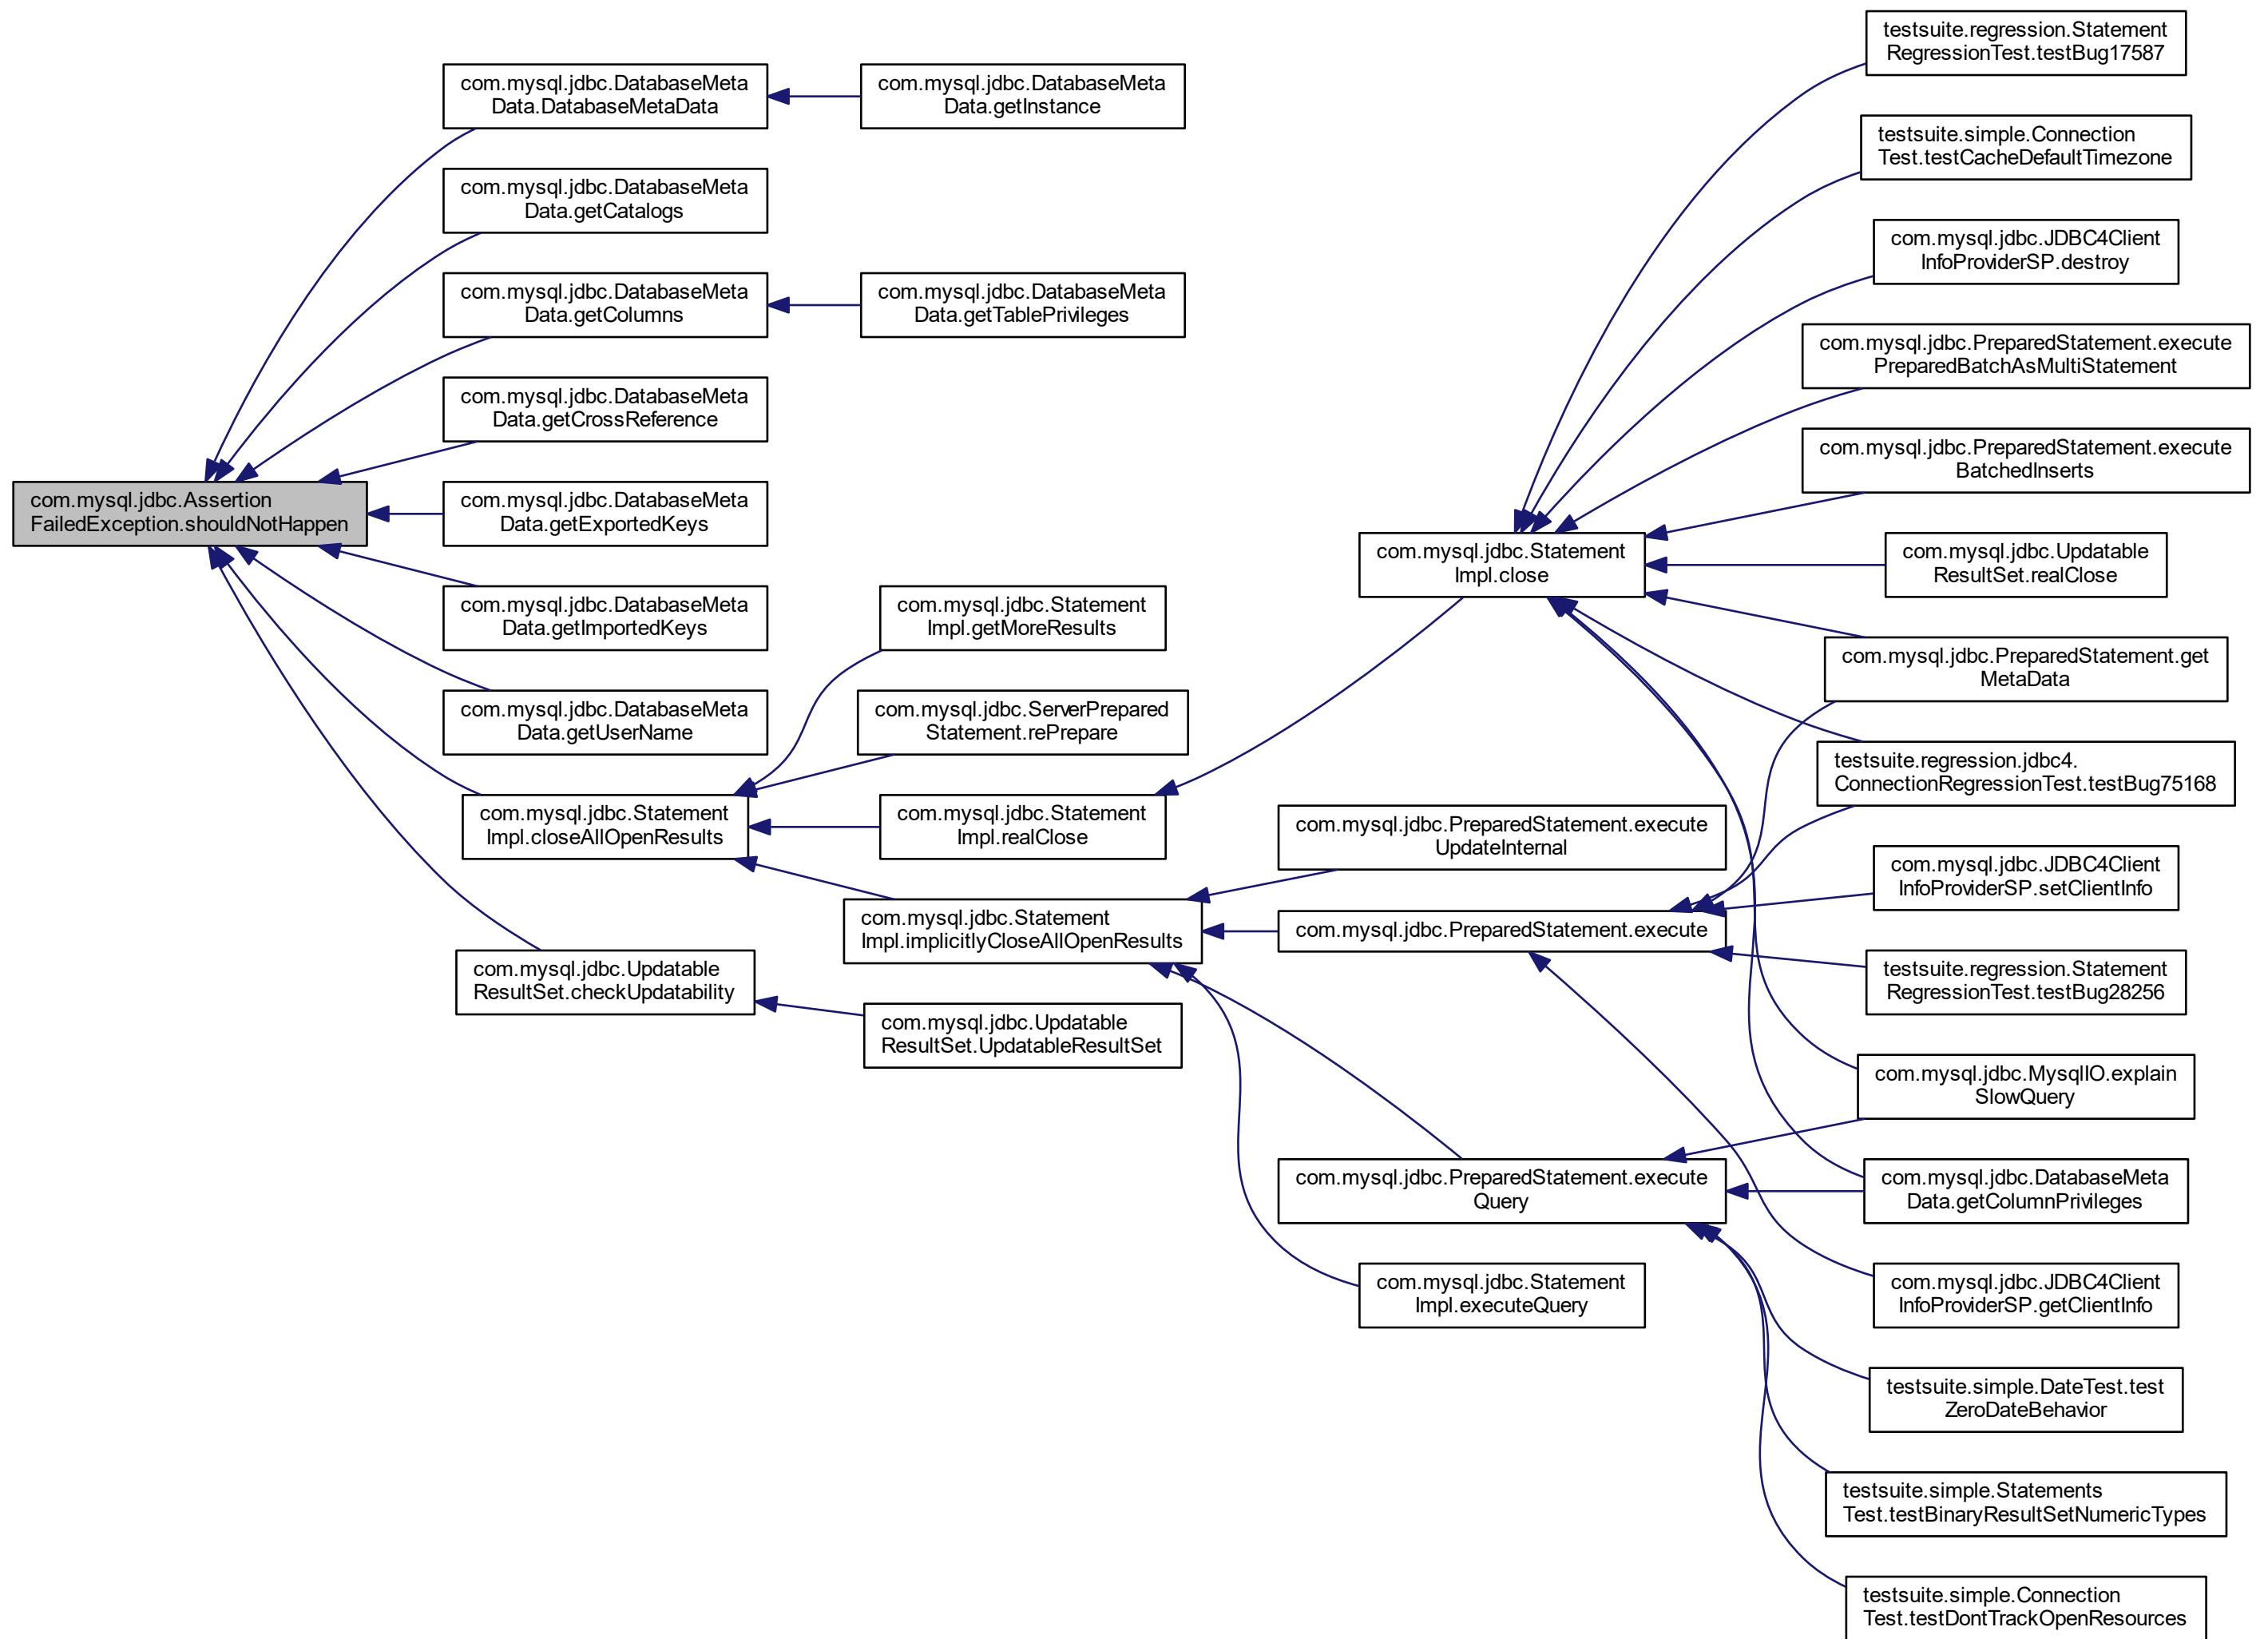 com.mysql.jdbc.Assertion
FailedException.shouldNotHappen
com.mysql.jdbc.DatabaseMeta
Data.DatabaseMetaData
com.mysql.jdbc.DatabaseMeta
Data.getCatalogs
com.mysql.jdbc.DatabaseMeta
Data.getColumns
com.mysql.jdbc.DatabaseMeta
Data.getCrossReference
com.mysql.jdbc.DatabaseMeta
Data.getExportedKeys
com.mysql.jdbc.DatabaseMeta
Data.getImportedKeys
com.mysql.jdbc.DatabaseMeta
Data.getUserName
com.mysql.jdbc.Statement
Impl.closeAllOpenResults
com.mysql.jdbc.Updatable
ResultSet.checkUpdatability
com.mysql.jdbc.DatabaseMeta
Data.getInstance
com.mysql.jdbc.DatabaseMeta
Data.getTablePrivileges
com.mysql.jdbc.Statement
Impl.getMoreResults
com.mysql.jdbc.ServerPrepared
Statement.rePrepare
com.mysql.jdbc.Statement
Impl.realClose
com.mysql.jdbc.Statement
Impl.implicitlyCloseAllOpenResults
com.mysql.jdbc.Updatable
ResultSet.UpdatableResultSet
com.mysql.jdbc.Statement
Impl.close
com.mysql.jdbc.PreparedStatement.execute
UpdateInternal
com.mysql.jdbc.PreparedStatement.execute
com.mysql.jdbc.PreparedStatement.execute
Query
com.mysql.jdbc.Statement
Impl.executeQuery
testsuite.regression.Statement
RegressionTest.testBug17587
testsuite.simple.Connection
Test.testCacheDefaultTimezone
com.mysql.jdbc.JDBC4Client
InfoProviderSP.destroy
com.mysql.jdbc.PreparedStatement.execute
PreparedBatchAsMultiStatement
com.mysql.jdbc.PreparedStatement.execute
BatchedInserts
com.mysql.jdbc.Updatable
ResultSet.realClose
com.mysql.jdbc.PreparedStatement.get
MetaData
testsuite.regression.jdbc4.
ConnectionRegressionTest.testBug75168
com.mysql.jdbc.JDBC4Client
InfoProviderSP.setClientInfo
testsuite.regression.Statement
RegressionTest.testBug28256
com.mysql.jdbc.MysqlIO.explain
SlowQuery
com.mysql.jdbc.DatabaseMeta
Data.getColumnPrivileges
com.mysql.jdbc.JDBC4Client
InfoProviderSP.getClientInfo
testsuite.simple.DateTest.test
ZeroDateBehavior
testsuite.simple.Statements
Test.testBinaryResultSetNumericTypes
testsuite.simple.Connection
Test.testDontTrackOpenResources